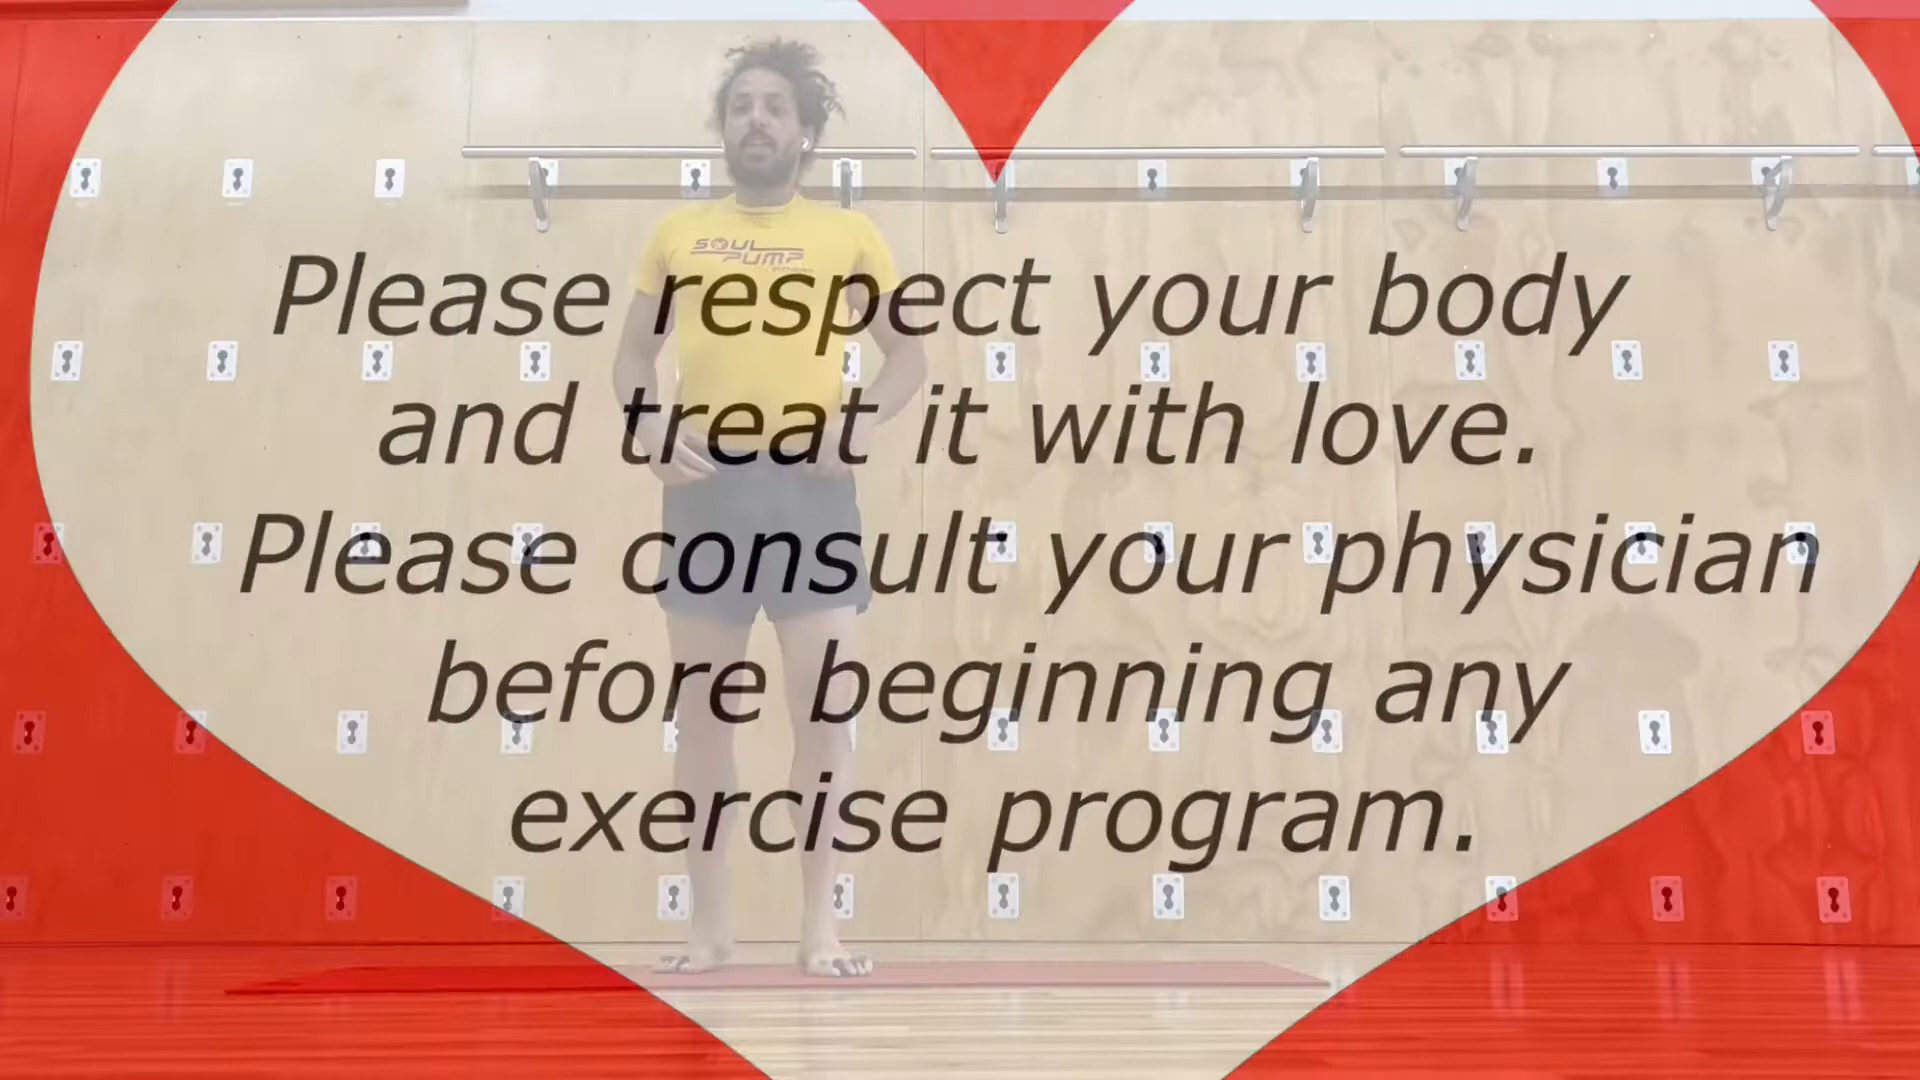 SOUL
PUMP
FITNESS
Please respect your body
and treat it with love.
Please consult your physician
before beginning any
exercise program.